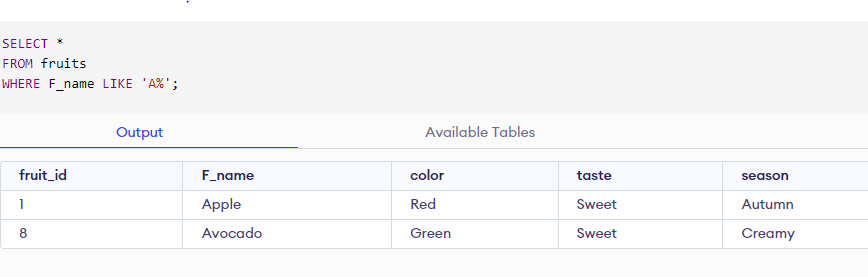 SELECT *
FROM fruits
WHERE F_name LIKE 'A%';
Output Available Tables
fruit_id F_name color taste season
1 Apple Red Sweet Autumn
8 Avocado Green Sweet Creamy